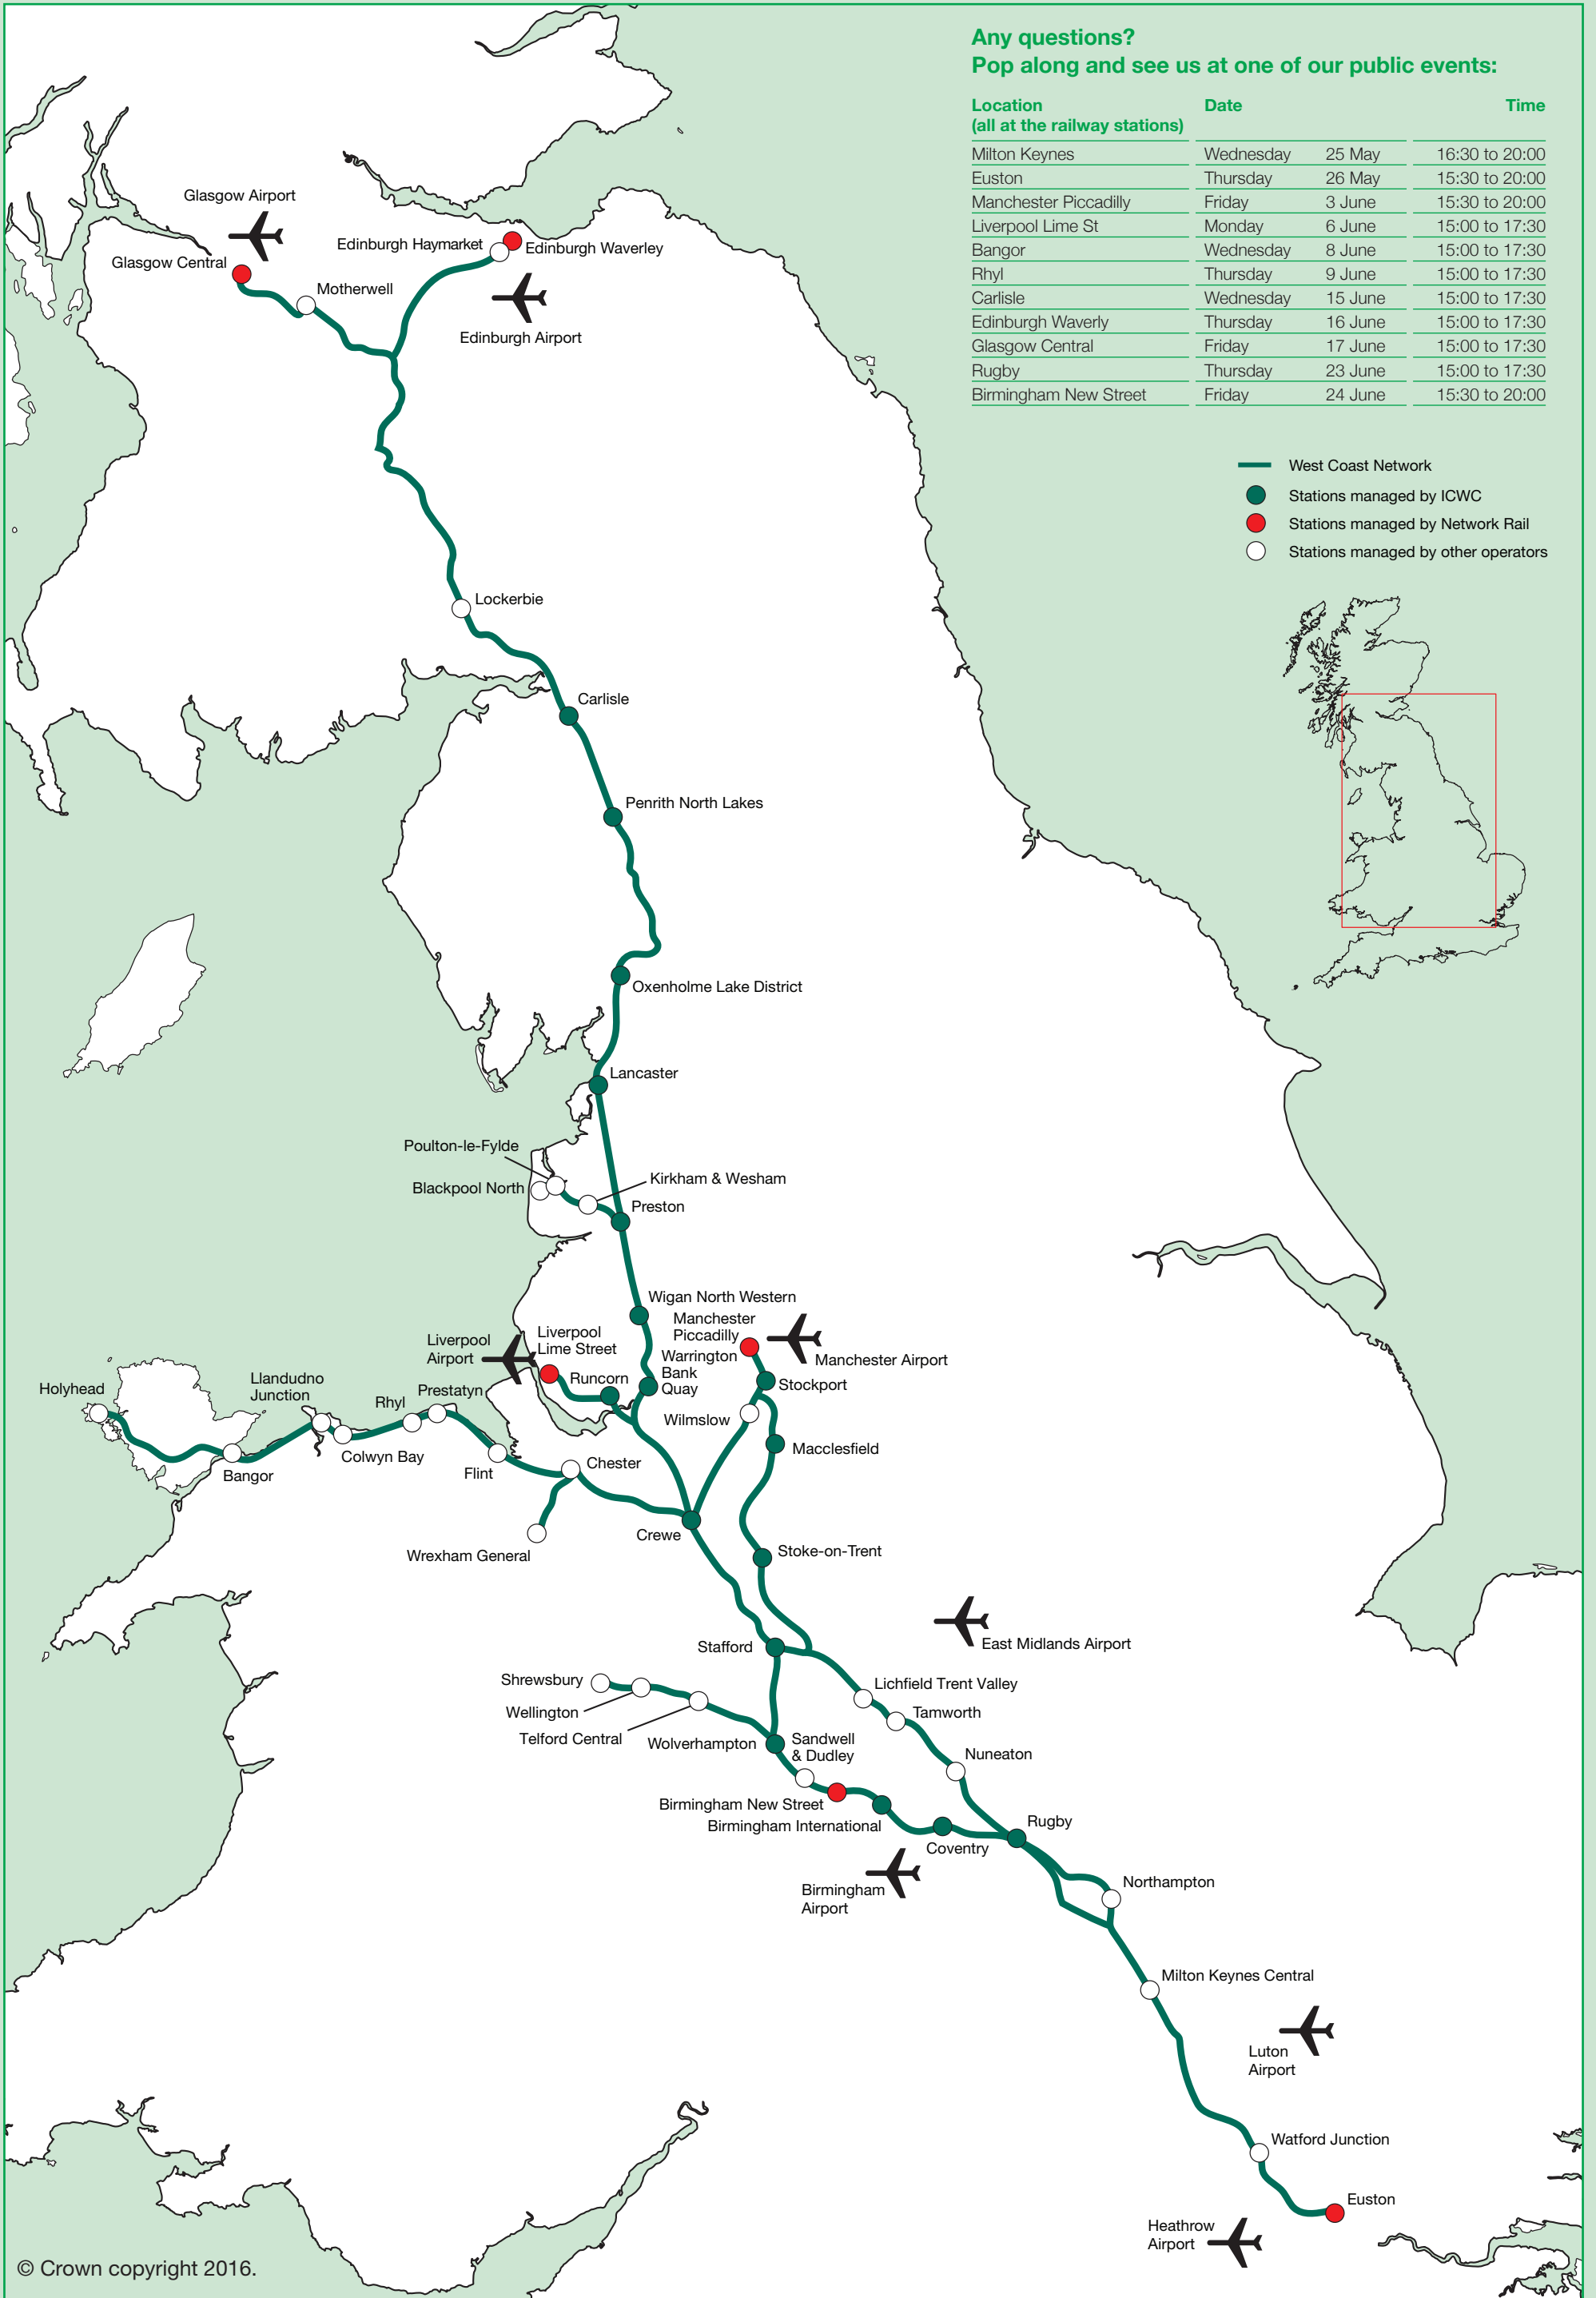 Any questions?
Pop along and see us at one of our public events:
Location Date Time
(all at the railway stations)
Milton Keynes Wednesday 25 May 16:30 to 20:00
Euston Thursday 26 May 15:30 to 20:00
Manchester Piccadilly Friday 3 June 15:30 to 20:00
Liverpool Lime St Monday 6 June 15:00 to 17:30
Bangor Wednesday 8 June 15:00 to 17:30
Rhyl Thursday 9 June 15:00 to 17:30
Carlisle Wednesday 15 June 15:00 to 17:30
Edinburgh Waverly Thursday 16 June 15:00 to 17:30
Glasgow Central Friday 17 June 15:00 to 17:30
Rugby Thursday 23 June 15:00 to 17:30
Birmingham New Street Friday 24 June 15:30 to 20:00
West Coast Network
Stations managed by ICWC
Stations managed by Network Rail
Stations managed by other operators
Glasgow Airport
Edinburgh Haymarket
Edinburgh Waverley
Glasgow Central
Motherwell
Edinburgh Airport
Lockerbie
Carlisle
Penrith North Lakes
Oxenholme Lake District
Lancaster
Poulton-le-Fylde
Kirkham & Wesham
Blackpool North
Preston
Wigan North Western
Manchester
Piccadilly
Liverpool
Lime Street
Liverpool
Airport
Warrington
Bank
Quay
Manchester Airport
Runcorn
Stockport
Holyhead
Llandudno
Junction
Rhyl
Prestatyn
Wilmslow
Macclesfield
Colwyn Bay
Bangor
Flint
Chester
Crewe
Wrexham General
Stoke-on-Trent
East Midlands Airport
Stafford
Shrewsbury
Lichfield Trent Valley
Wellington
Tamworth
Telford Central
Wolverhampton
Sandwell
& Dudley
Nuneaton
Birmingham New Street
Birmingham International
Rugby
Coventry
Birmingham
Airport
Northampton
Milton Keynes Central
Luton
Airport
Watford Junction
Euston
Heathrow
Airport
© Crown copyright 2016.